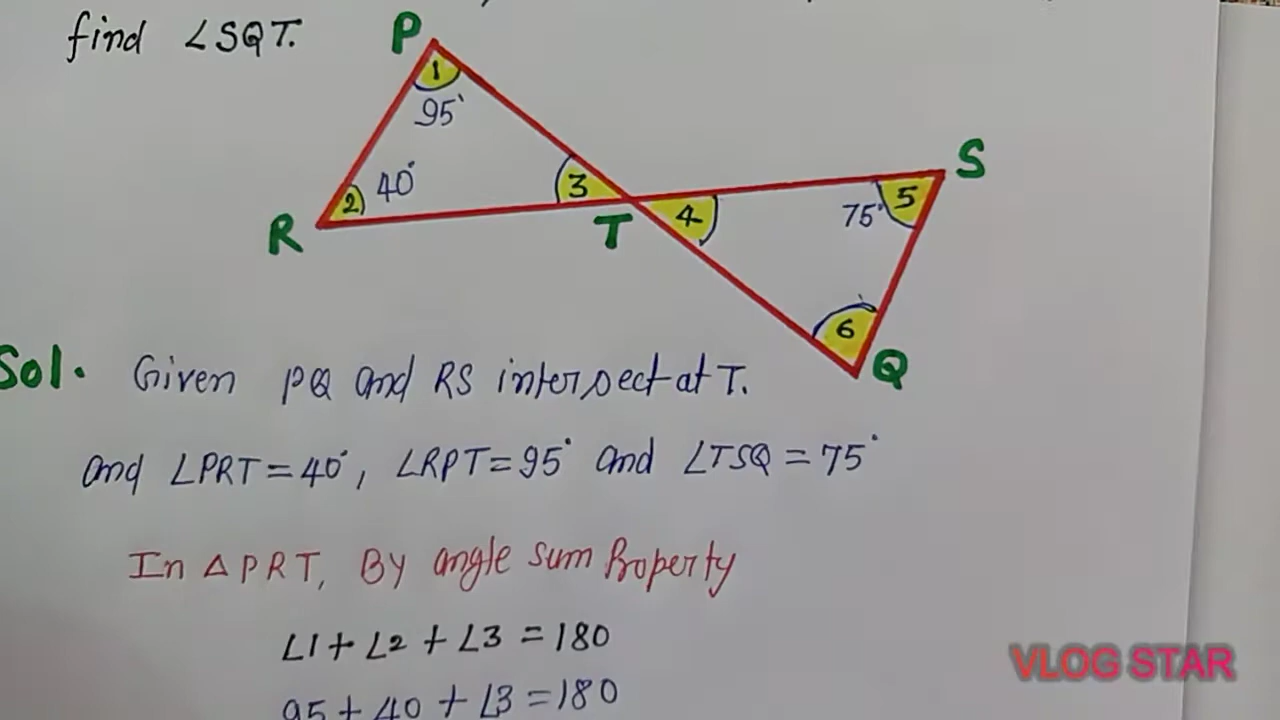 find ∠SQT.
P
1
95°
S
2 40°
3
5
75°
4
R
T
6
Q
Sol. Given PQ and RS intersect at T.
and ∠PRT = 40°, ∠RPT = 95° and ∠TSQ = 75°
In △PRT, By angle sum Property
∠1 + ∠2 + ∠3 = 180
95 + 40 + ∠3 = 180
VLOG STAR